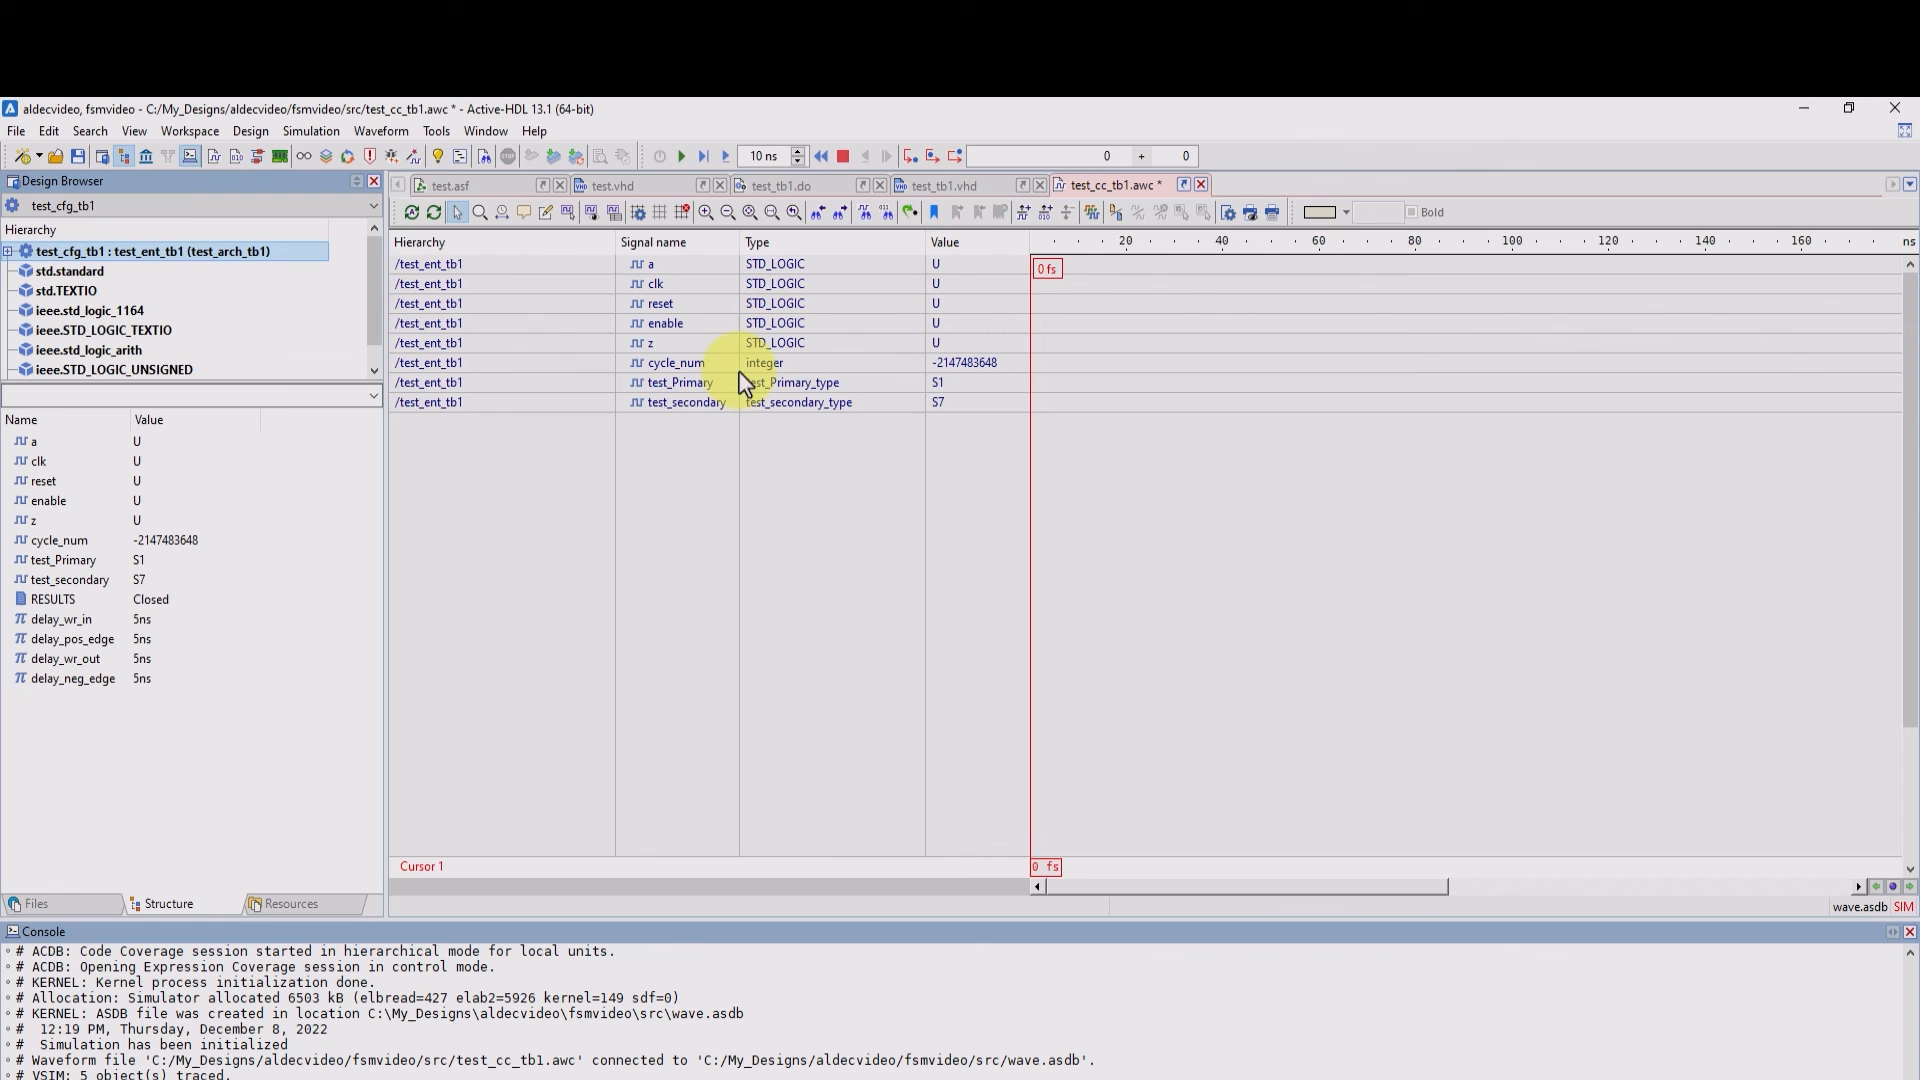 aldecvideo, fsmvideo - C:/My_Designs/aldecvideo/fsmvideo/src/test_cc_tb1.awc * - Active-HDL 13.1 (64-bit)
File Edit Search View Workspace Design Simulation Waveform Tools Window Help
10 ns 0 + 0
Design Browser
test.asf test.vhd test_tb1.do test_tb1.vhd test_cc_tb1.awc *
test_cfg_tb1
Bold
Hierarchy
test_cfg_tb1 : test_ent_tb1 (test_arch_tb1)
std.standard
std.TEXTIO
ieee.std_logic_1164
ieee.STD_LOGIC_TEXTIO
ieee.std_logic_arith
ieee.STD_LOGIC_UNSIGNED
Name Value
a U
clk U
reset U
enable U
z U
cycle_num -2147483648
test_Primary S1
test_secondary S7
RESULTS Closed
delay_wr_in 5ns
delay_pos_edge 5ns
delay_wr_out 5ns
delay_neg_edge 5ns
Files Structure Resources
Hierarchy Signal name Type Value 20 40 60 80 100 120 140 160 ns
/test_ent_tb1 a STD_LOGIC U 0 fs
/test_ent_tb1 clk STD_LOGIC U
/test_ent_tb1 reset STD_LOGIC U
/test_ent_tb1 enable STD_LOGIC U
/test_ent_tb1 z STD_LOGIC U
/test_ent_tb1 cycle_num integer -2147483648
/test_ent_tb1 test_Primary test_Primary_type S1
/test_ent_tb1 test_secondary test_secondary_type S7
Cursor 1 0 fs
wave.asdb SIM
Console
# ACDB: Code Coverage session started in hierarchical mode for local units.
# ACDB: Opening Expression Coverage session in control mode.
# KERNEL: Kernel process initialization done.
# Allocation: Simulator allocated 6503 kB (elbread=427 elab2=5926 kernel=149 sdf=0)
# KERNEL: ASDB file was created in location C:\My_Designs\aldecvideo\fsmvideo\src\wave.asdb
# 12:19 PM, Thursday, December 8, 2022
# Simulation has been initialized
# Waveform file 'C:/My_Designs/aldecvideo/fsmvideo/src/test_cc_tb1.awc' connected to 'C:/My_Designs/aldecvideo/fsmvideo/src/wave.asdb'.
# VSIM: 5 object(s) traced.